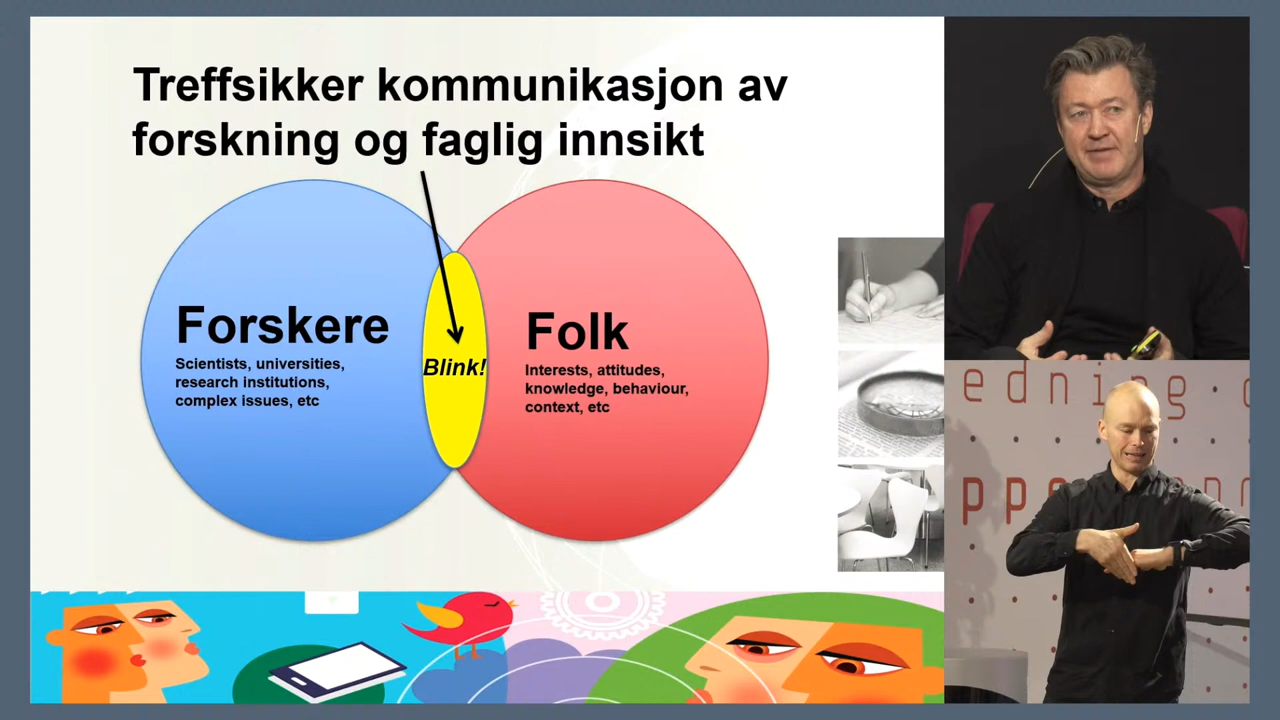 Treffsikker kommunikasjon av
forskning og faglig innsikt
Forskere
Scientists, universities,
research institutions,
complex issues, etc
Blink!
Folk
Interests, attitudes,
knowledge, behaviour,
context, etc
edning